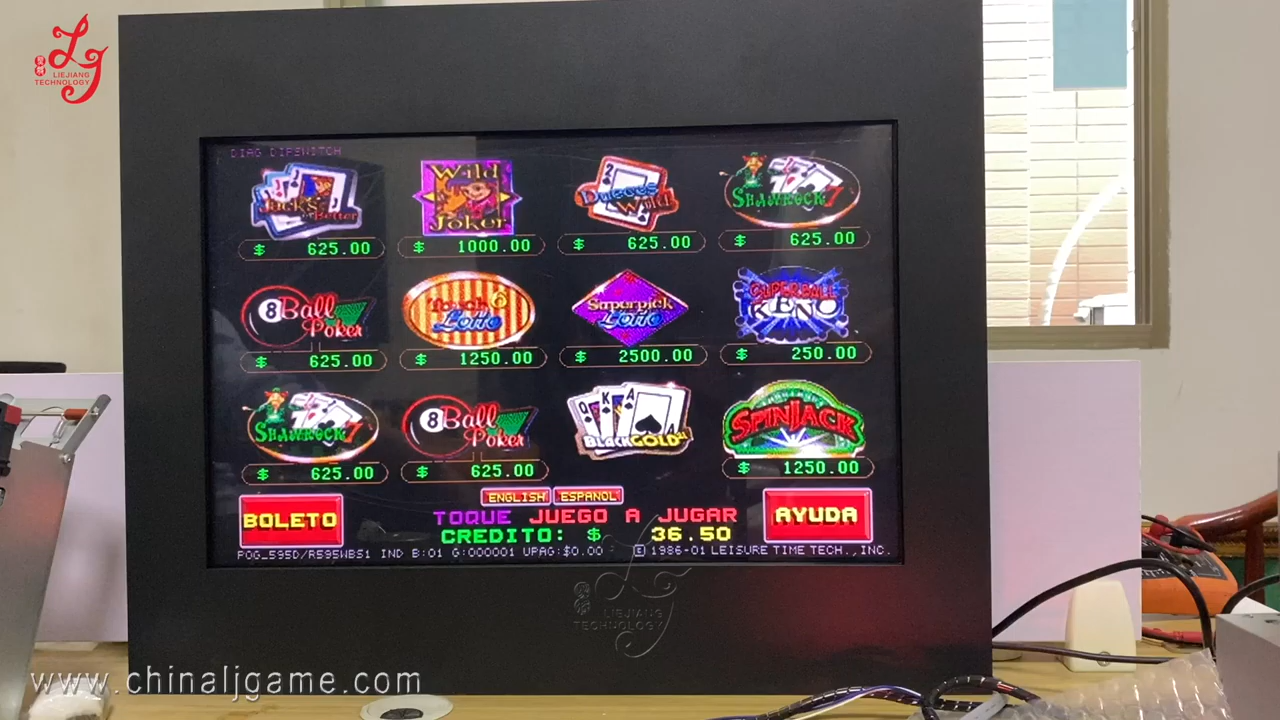 LIEJIANG
TECHNOLOGY
DIAG DIPSWITCH
Jacks or Better
Wild Joker
Dueces Wild
SHAMROCK 7
$ 625.00
$ 1000.00
$ 625.00
$ 625.00
8 Ball Poker
Touch 6 Lotto
Superpick Lotto
SUPERBALL KENO
$ 625.00
$ 1250.00
$ 2500.00
$ 250.00
SHAMROCK 7
8 Ball Poker
Q K A A
BLACK GOLD
SPINJACK
$ 625.00
$ 625.00
$ 1250.00
ENGLISH ESPANOL
BOLETO
TOQUE JUEGO A JUGAR
AYUDA
CREDITO: $ 36.50
POG_595D/R595WBS1 IND B:01 G:000001 UPAG:$0.00 © 1986-01 LEISURE TIME TECH., INC.
LIEJIANG
TECHNOLOGY
www.chinaljgame.com